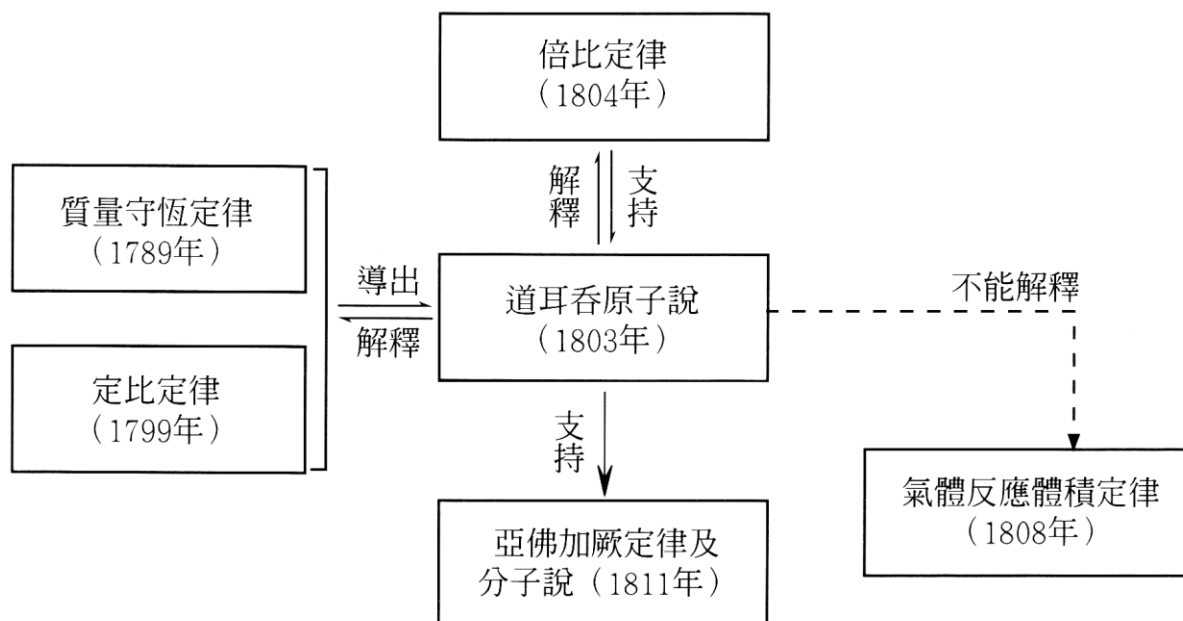 倍比定律
（1804年）
解釋
支持
質量守恆定律
（1789年）
導出
解釋
道耳吞原子說
（1803年）
不能解釋
定比定律
（1799年）
支持
氣體反應體積定律
（1808年）
亞佛加厥定律及
分子說（1811年）